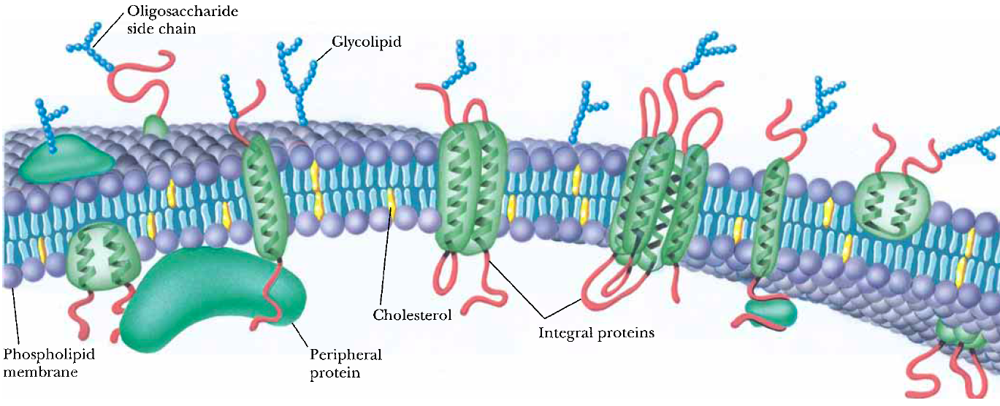 Oligosaccharide
side chain
Glycolipid
Cholesterol
Integral proteins
Phospholipid
membrane
Peripheral
protein